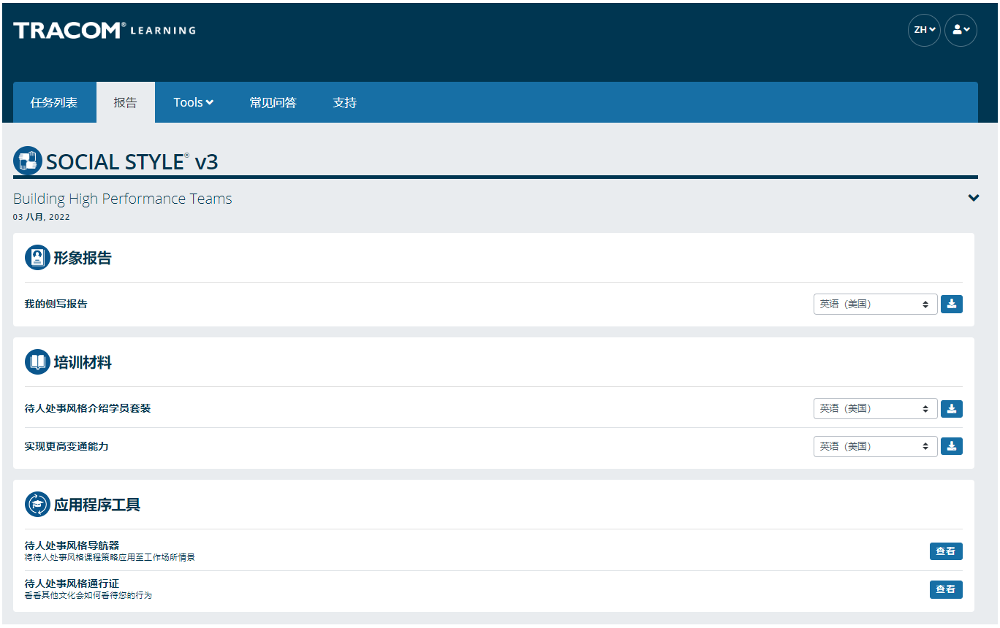 TRACOM® LEARNING
ZH
任务列表
报告
Tools
常见问答
支持
SOCIAL STYLE® v3
Building High Performance Teams
03 八月, 2022
形象报告
我的侧写报告
英语（美国）
培训材料
待人处事风格介绍学员套装
英语（美国）
实现更高变通能力
英语（美国）
应用程序工具
待人处事风格导航器
将待人处事风格课程策略应用至工作场所情景
查看
待人处事风格通行证
看看其他文化会如何看待您的行为
查看